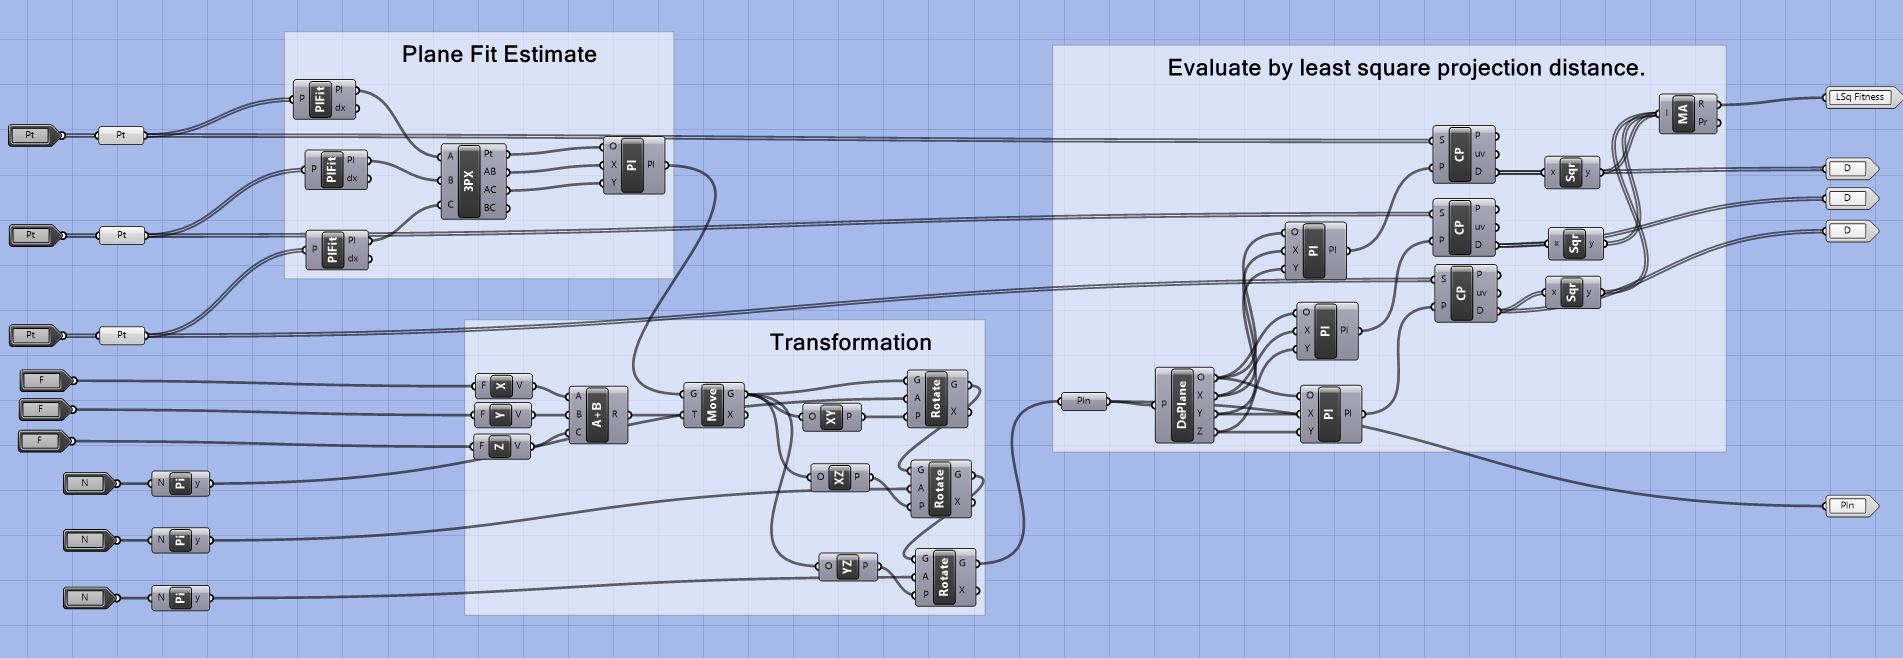 Plane Fit Estimate
Evaluate by least square projection distance.
P PlFit Pl dx
Pt Pt
P PlFit Pl dx
A B C 3PX Pt AB AC BC
O X Y Pl Pl
Pt Pt
P PlFit Pl dx
Pt Pt
S P CP P uv D
x Sqr y
I MA R Pr
LSq Fitness
D
S P CP P uv D
x Sqr y
D
O X Y Pl Pl
S P CP P uv D
x Sqr y
D
O X Y Pl Pl
Transformation
F
F X V
F
F Y V
F
F Z V
A B C A+B R
G T Move G X
O XY P
G A P Rotate G X
Pln
P DePlane O X Y Z
O X Y Pl Pl
N
N Pi y
O XZ P
G A P Rotate G X
Pln
N
N Pi y
O YZ P
G A P Rotate G X
N
N Pi y